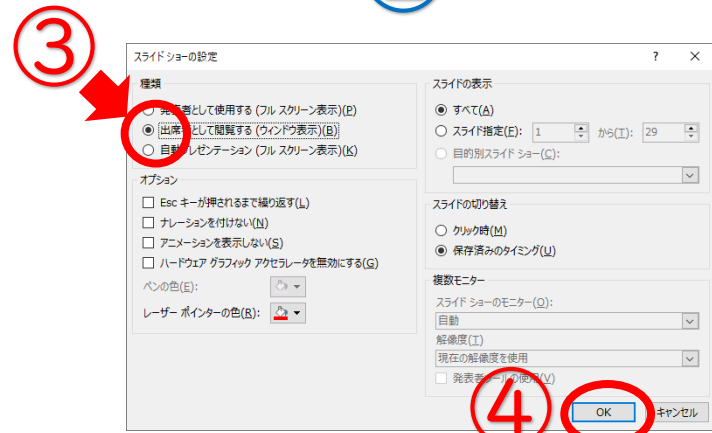 ③
スライド ショーの設定
? ×
種類
発表者として使用する (フル スクリーン表示)(P)
出席者として閲覧する (ウィンドウ表示)(B)
自動プレゼンテーション (フル スクリーン表示)(K)
オプション
Esc キーが押されるまで繰り返す(L)
ナレーションを付けない(N)
アニメーションを表示しない(S)
ハードウェア グラフィック アクセラレータを無効にする(G)
ペンの色(E):
レーザー ポインターの色(R):
スライドの表示
すべて(A)
スライド指定(F): 1 から(T): 29
目的別スライド ショー(C):
スライドの切り替え
クリック時(M)
保存済みのタイミング(U)
複数モニター
スライド ショーのモニター(O):
自動
解像度(T)
現在の解像度を使用
発表者ツールの使用(V)
④
OK
キャンセル